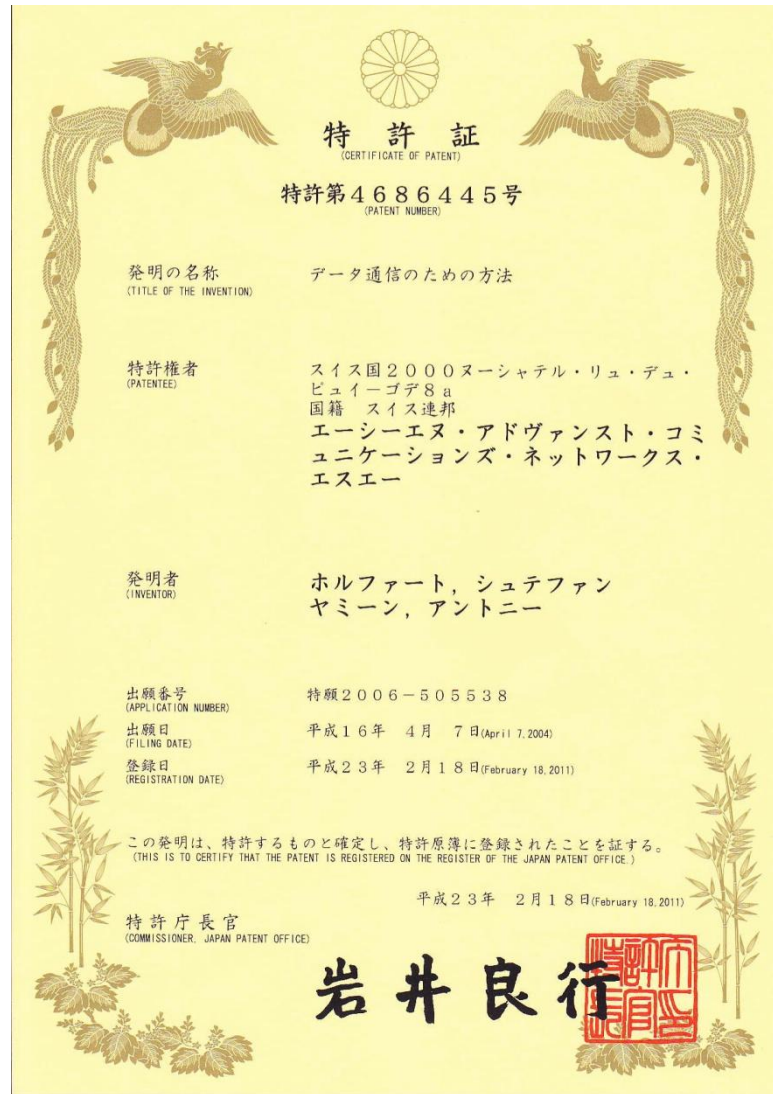 特許証
(CERTIFICATE OF PATENT)
特許第4686445号
(PATENT NUMBER)
発明の名称 データ通信のための方法
(TITLE OF THE INVENTION)
特許権者 スイス国2000ヌーシャテル・リュ・デュ・
(PATENTEE) ピュイーゴデ8a
国籍 スイス連邦
エーシーエヌ・アドヴァンスト・コミ
ュニケーションズ・ネットワークス・
エスエー
発明者 ホルファート,シュテファン
(INVENTOR) ヤミーン,アントニー
出願番号 特願2006-505538
(APPLICATION NUMBER)
出願日 平成16年 4月 7日(April 7,2004)
(FILING DATE)
登録日 平成23年 2月18日(February 18,2011)
(REGISTRATION DATE)
この発明は、特許するものと確定し、特許原簿に登録されたことを証する。
(THIS IS TO CERTIFY THAT THE PATENT IS REGISTERED ON THE REGISTER OF THE JAPAN PATENT OFFICE.)
平成23年 2月18日(February 18,2011)
特許庁長官
(COMMISSIONER, JAPAN PATENT OFFICE)
岩井良行